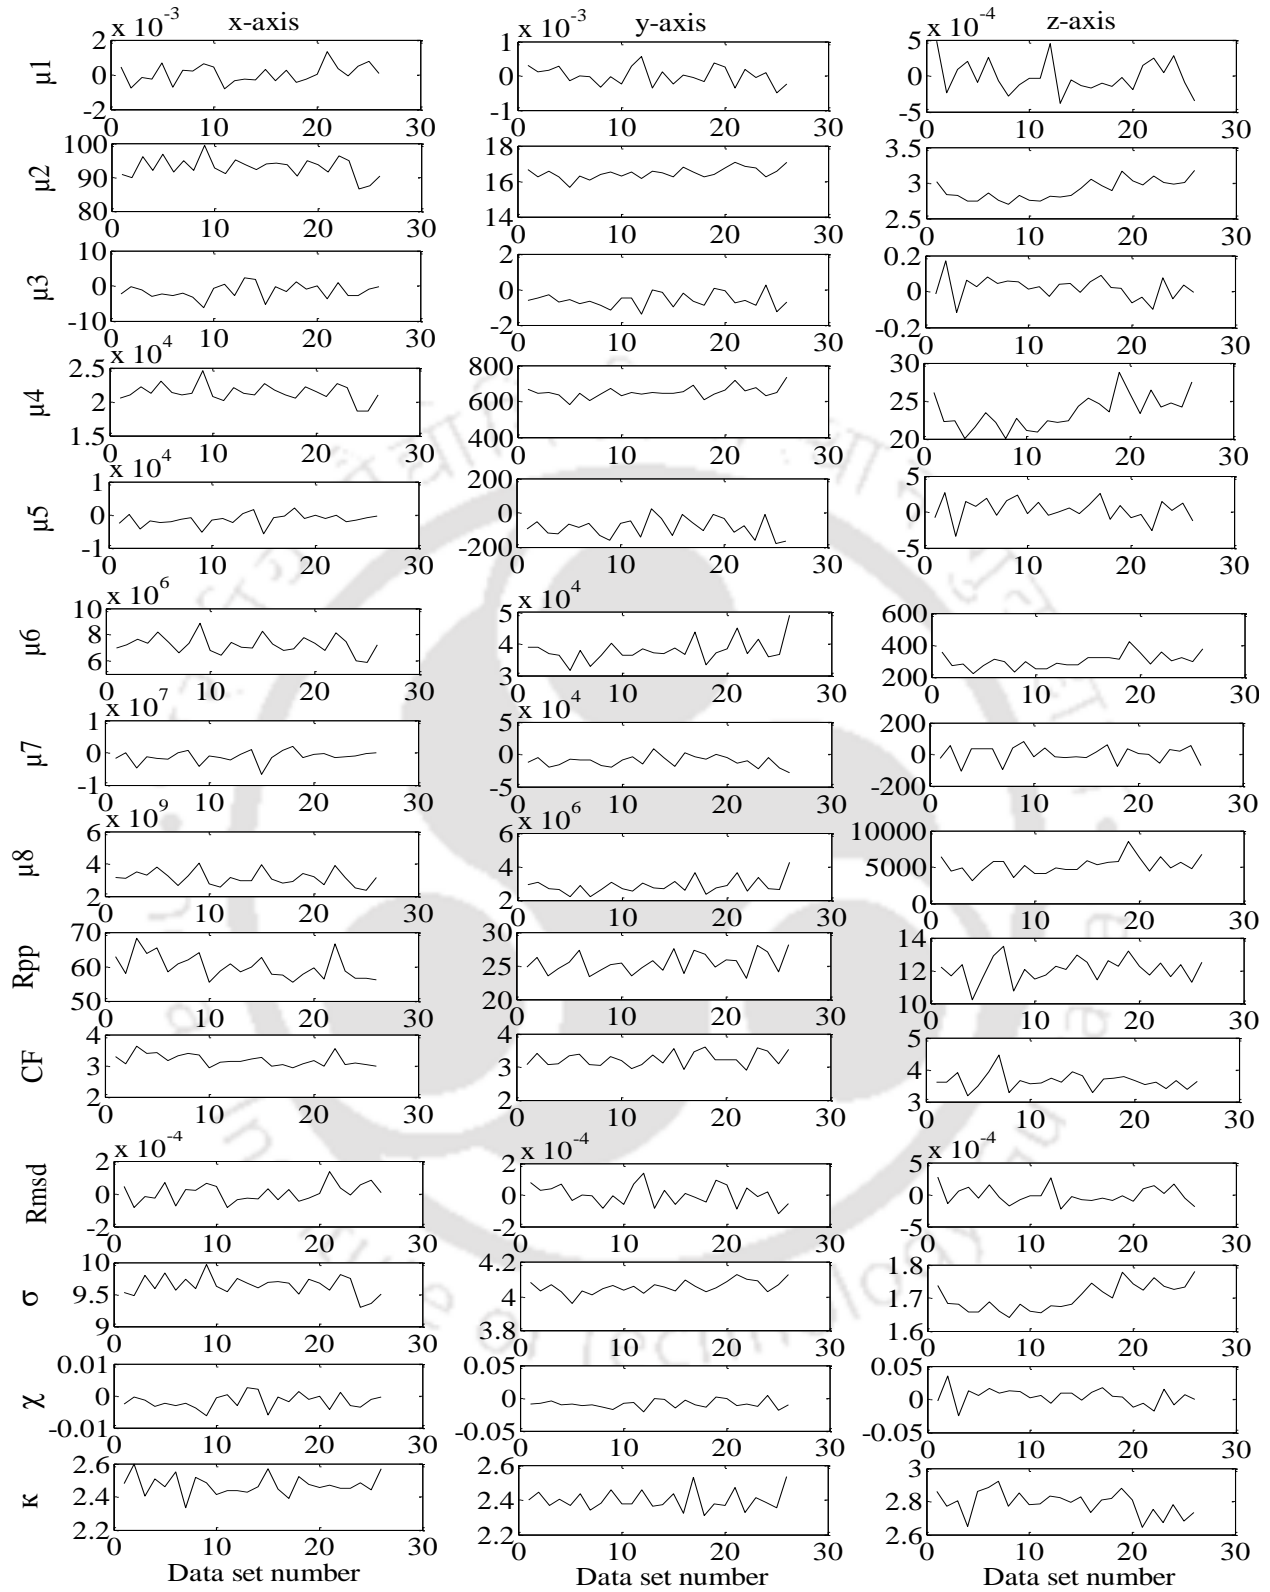 x-axis y-axis z-axis
x 10^-3 x 10^-3 x 10^-4
μ1 2 0 -2 1 0 -1 5 0 -5
0 10 20 30 0 10 20 30 0 10 20 30
μ2 100 90 80 18 16 14 3.5 3 2.5
0 10 20 30 0 10 20 30 0 10 20 30
μ3 10 0 -10 2 0 -2 0.2 0 -0.2
0 10 20 30 0 10 20 30 0 10 20 30
x 10^4
μ4 2.5 2 1.5 800 600 400 30 25 20
0 10 20 30 0 10 20 30 0 10 20 30
x 10^4
μ5 1 0 -1 200 0 -200 5 0 -5
0 10 20 30 0 10 20 30 0 10 20 30
x 10^6 x 10^4
μ6 10 8 6 5 4 3 600 400 200
0 10 20 30 0 10 20 30 0 10 20 30
x 10^7 x 10^4
μ7 1 0 -1 5 0 -5 200 0 -200
0 10 20 30 0 10 20 30 0 10 20 30
x 10^9 x 10^6
μ8 6 4 2 6 4 2 10000 5000 0
0 10 20 30 0 10 20 30 0 10 20 30
Rpp 70 60 50 30 25 20 14 12 10
0 10 20 30 0 10 20 30 0 10 20 30
CF 4 3 2 4 3 2 5 4 3
0 10 20 30 0 10 20 30 0 10 20 30
x 10^-4 x 10^-4 x 10^-4
Rmsd 2 0 -2 2 0 -2 5 0 -5
0 10 20 30 0 10 20 30 0 10 20 30
σ 10 9.5 9 4.2 4 3.8 1.8 1.7 1.6
0 10 20 30 0 10 20 30 0 10 20 30
χ 0.01 0 -0.01 0.05 0 -0.05 0.05 0 -0.05
0 10 20 30 0 10 20 30 0 10 20 30
κ 2.6 2.4 2.2 2.6 2.4 2.2 3 2.8 2.6
0 10 20 30 0 10 20 30 0 10 20 30
Data set number Data set number Data set number